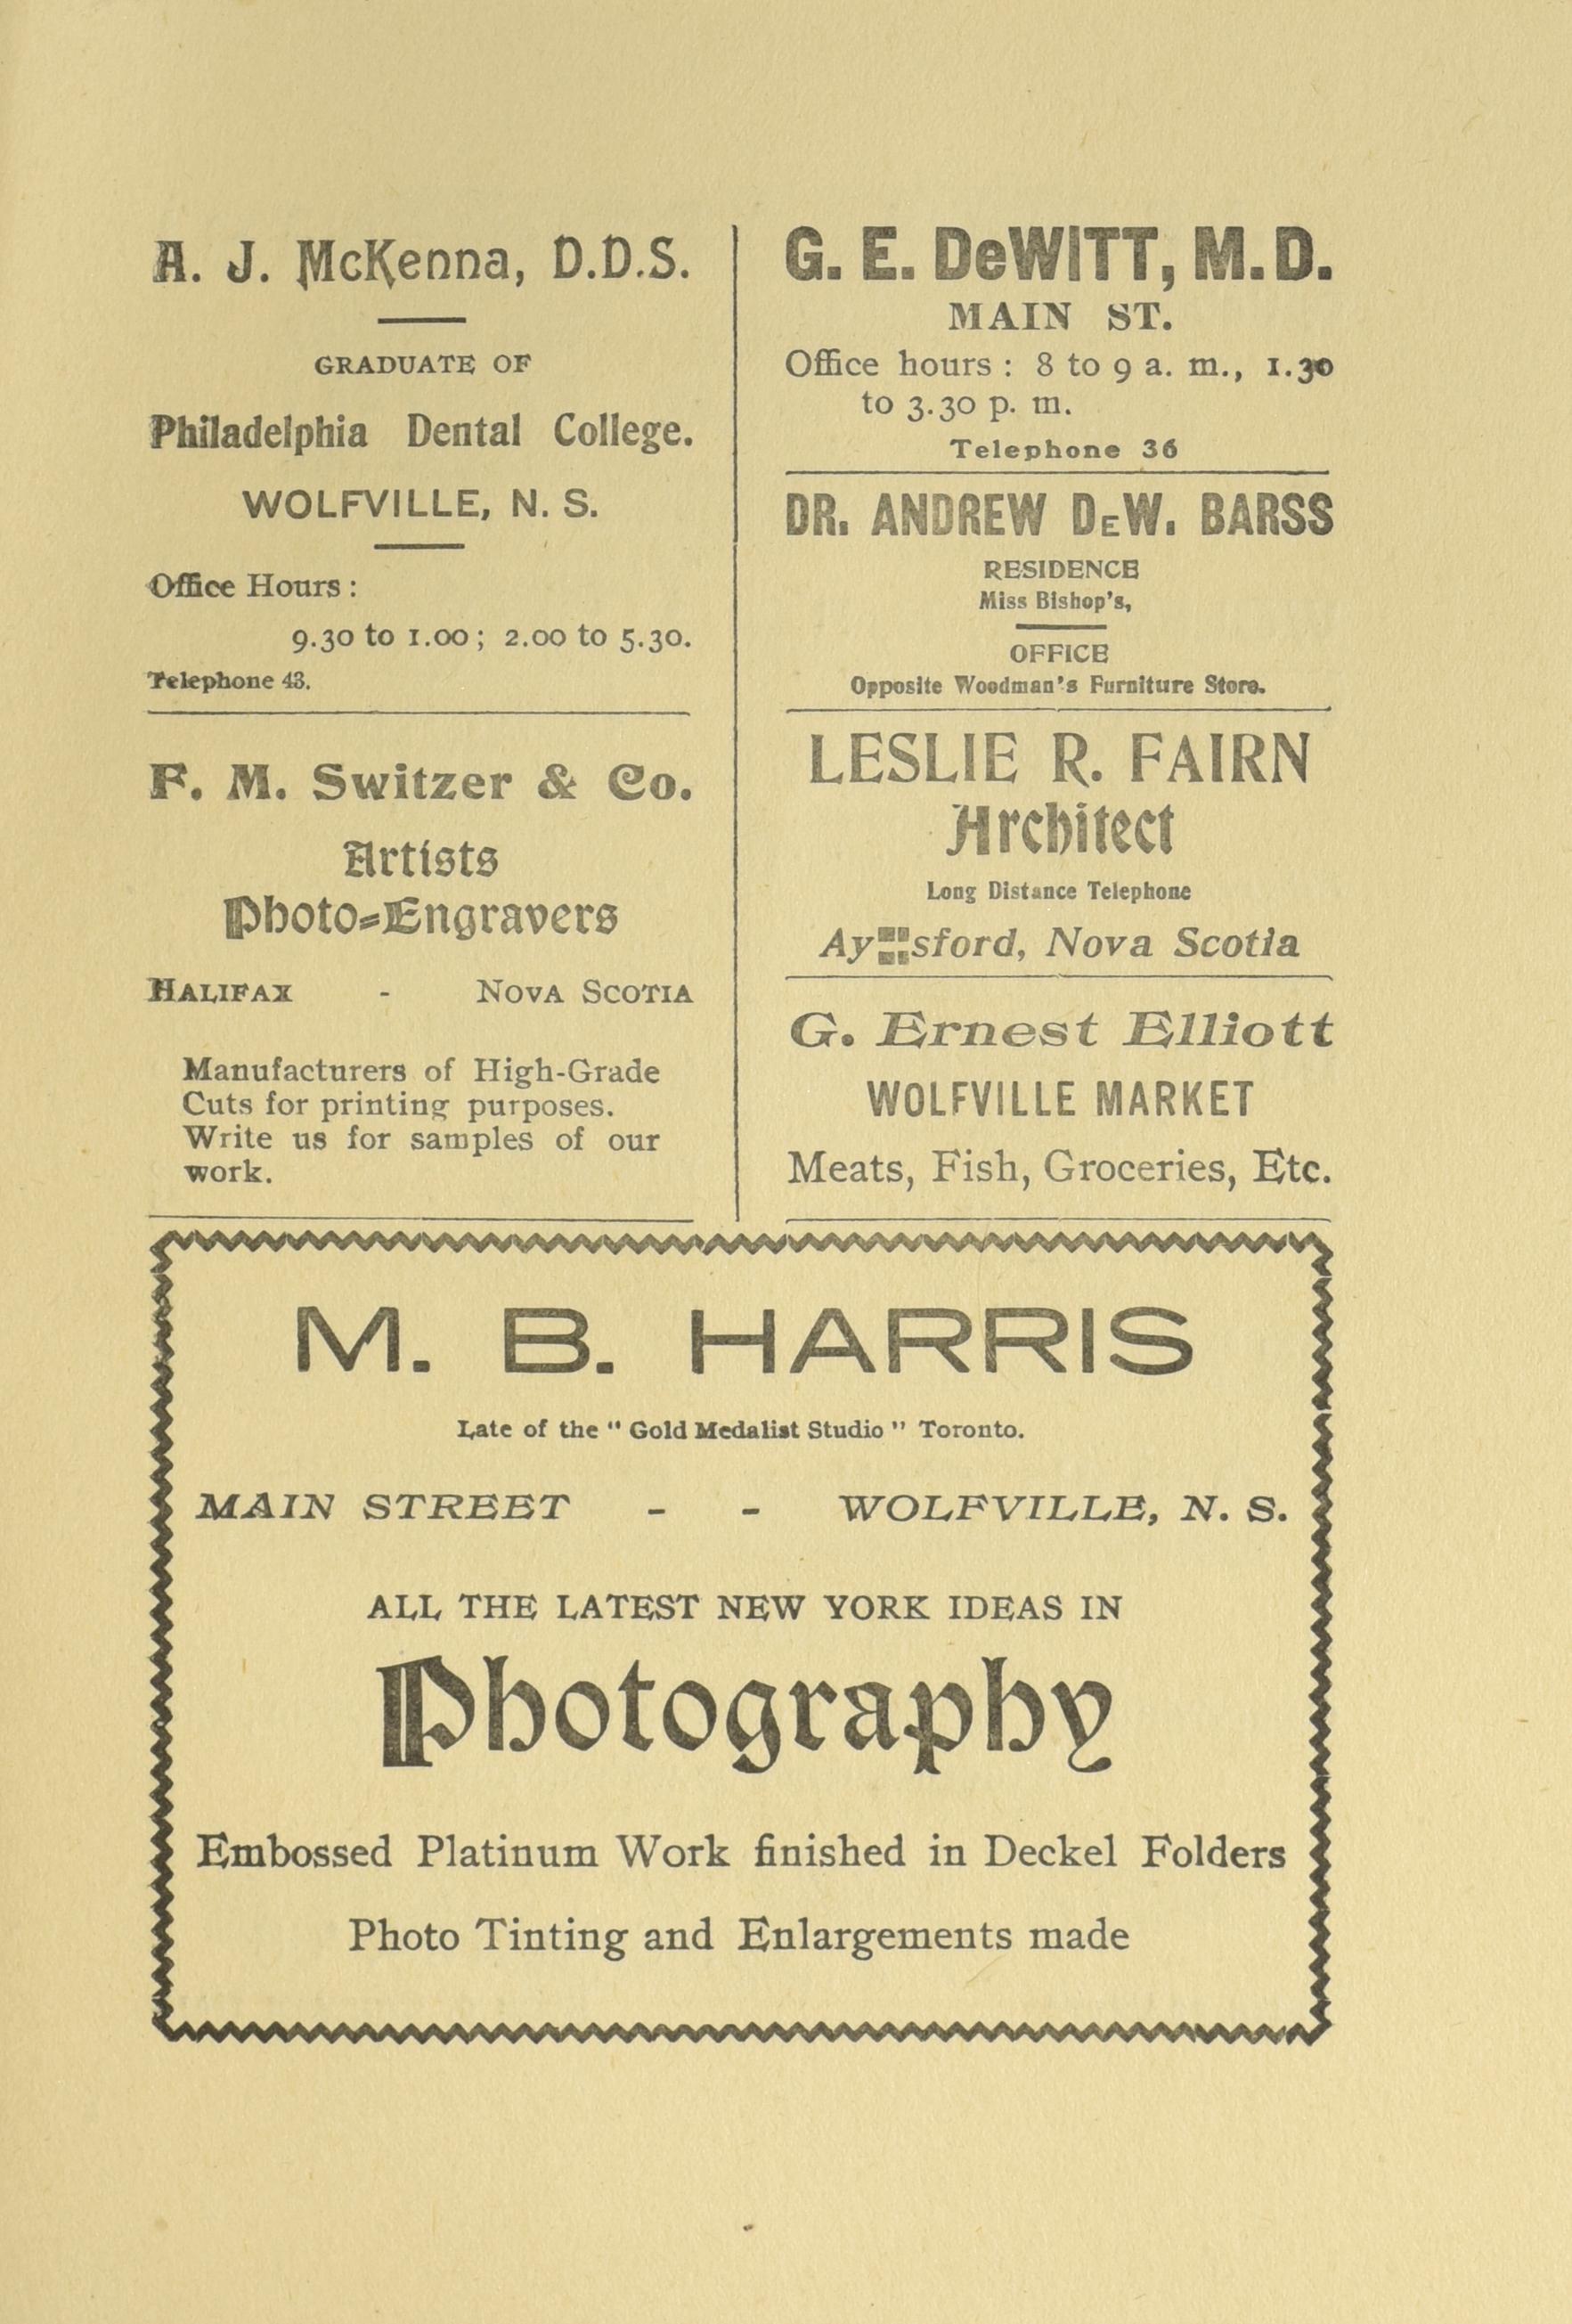 A. J. McKenna, D.D.S.
GRADUATE OF
Philadelphia Dental College.
WOLFVILLE, N. S.
Office Hours :
9.30 to 1.00 ; 2.00 to 5.30.
Telephone 43.
F. M. Switzer & Co.
Artists
Photo-Engravers
HALIFAX - NOVA SCOTIA
Manufacturers of High-Grade
Cuts for printing purposes.
Write us for samples of our
work.
G. E. DeWITT, M.D.
MAIN ST.
Office hours : 8 to 9 a. m., 1.30
to 3.30 p. m.
Telephone 36
DR. ANDREW DEW. BARSS
RESIDENCE
Miss Bishop's,
OFFICE
Opposite Woodman's Furniture Store.
LESLIE R. FAIRN
Architect
Long Distance Telephone
Nova Scotia
G. Ernest Elliott
WOLFVILLE MARKET
Meats, Fish, Groceries, Etc.
M. B. HARRIS
Late of the " Gold Medalist Studio " Toronto.
MAIN STREET - - WOLFVILLE, N. S.
ALL THE LATEST NEW YORK IDEAS IN
Photography
Embossed Platinum Work finished in Deckel Folders
Photo Tinting and Enlargements made